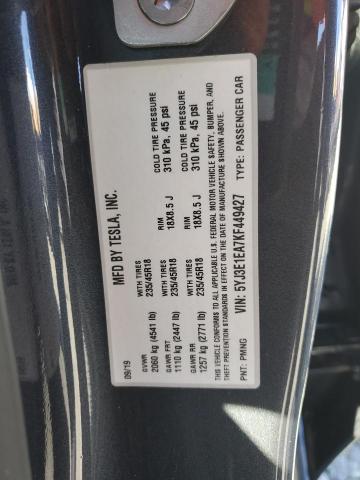 MFD BY TESLA, INC.
09/19
GVWR
2060 kg (4541 lb)
GAWR FRT WITH TIRES RIM COLD TIRE PRESSURE
1110 kg (2447 lb) 235/45R18 18X8.5 J 310 kPa, 45 psi
GAWR RR WITH TIRES RIM COLD TIRE PRESSURE
1257 kg (2771 lb) 235/45R18 18X8.5 J 310 kPa, 45 psi
THIS VEHICLE CONFORMS TO ALL APPLICABLE U.S. FEDERAL MOTOR VEHICLE SAFETY, BUMPER, AND
THEFT PREVENTION STANDARDS IN EFFECT ON THE DATE OF MANUFACTURE SHOWN ABOVE.
VIN: 5YJ3E1EA7KF449427 TYPE: PASSENGER CAR
PNT: PMNG